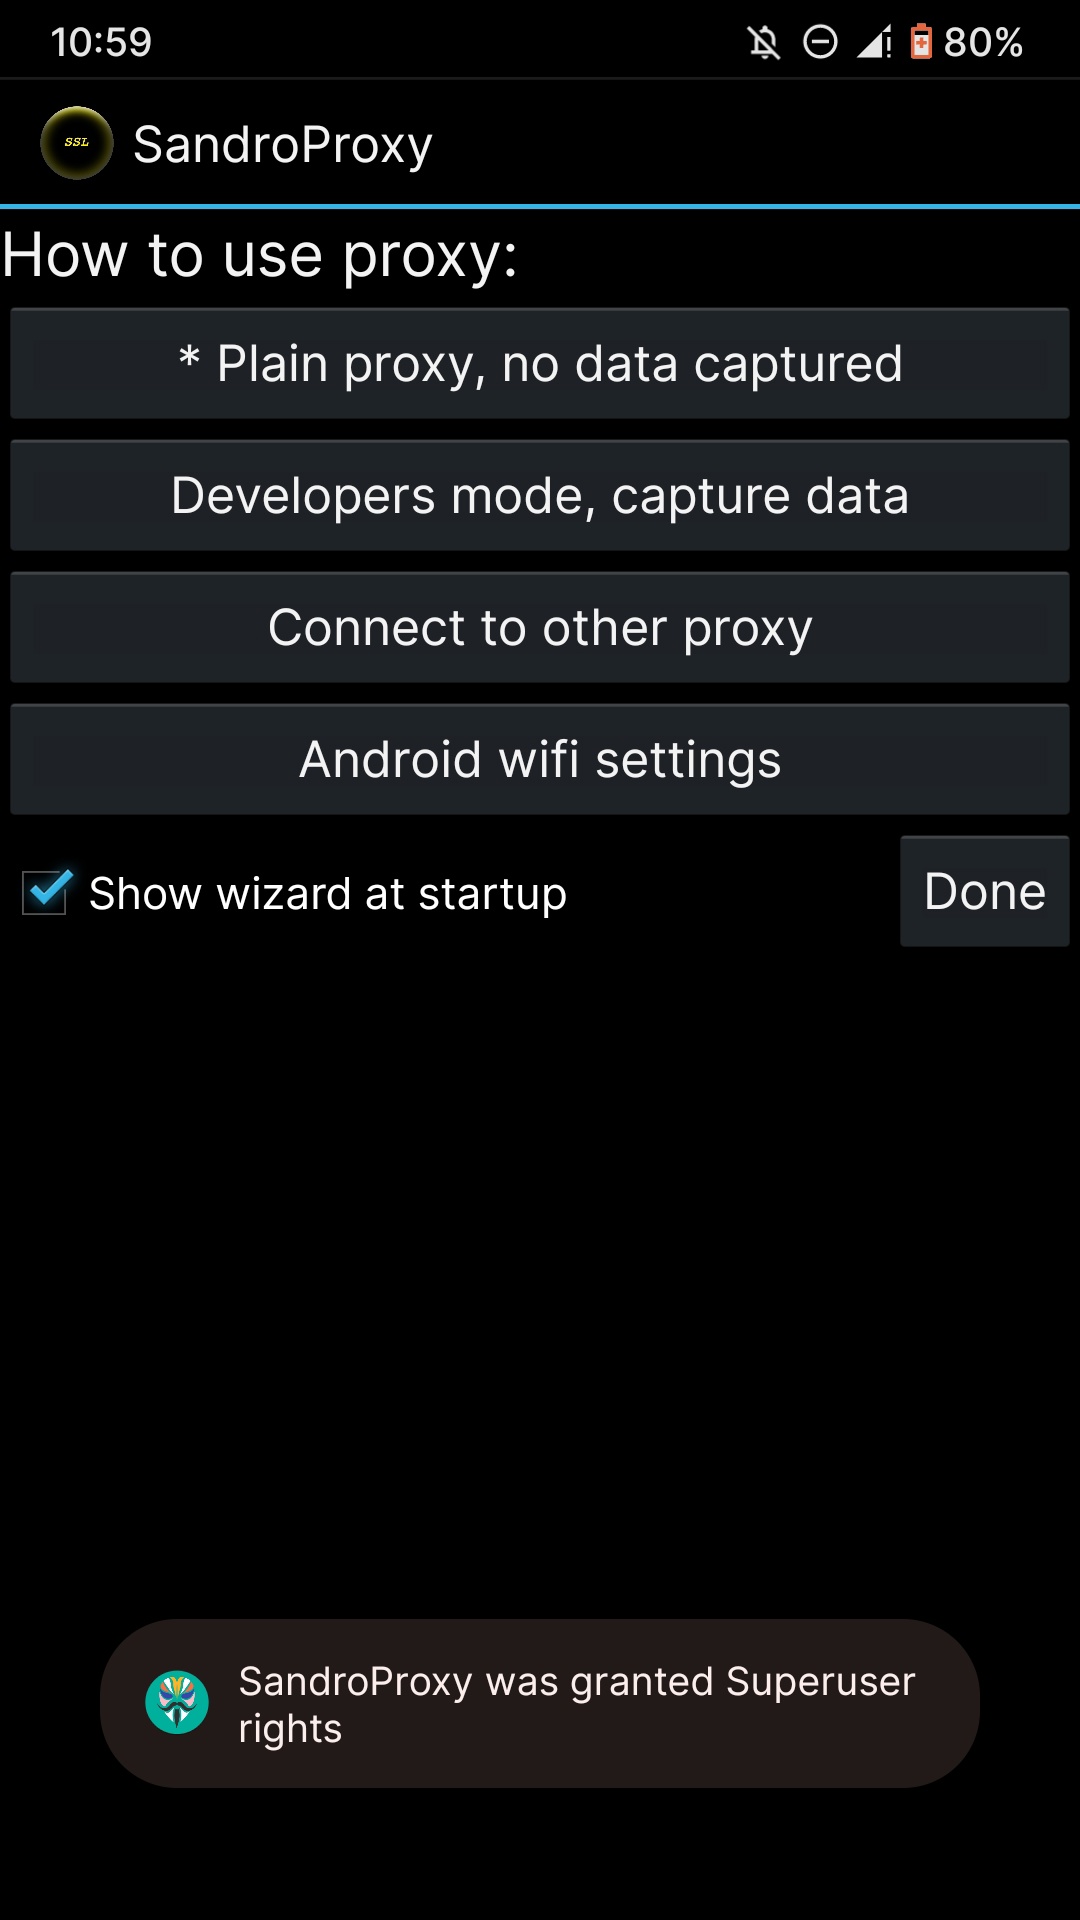 10:59
80%
SSL
SandroProxy
How to use proxy:
* Plain proxy, no data captured
Developers mode, capture data
Connect to other proxy
Android wifi settings
Show wizard at startup
Done
SandroProxy was granted Superuser
rights